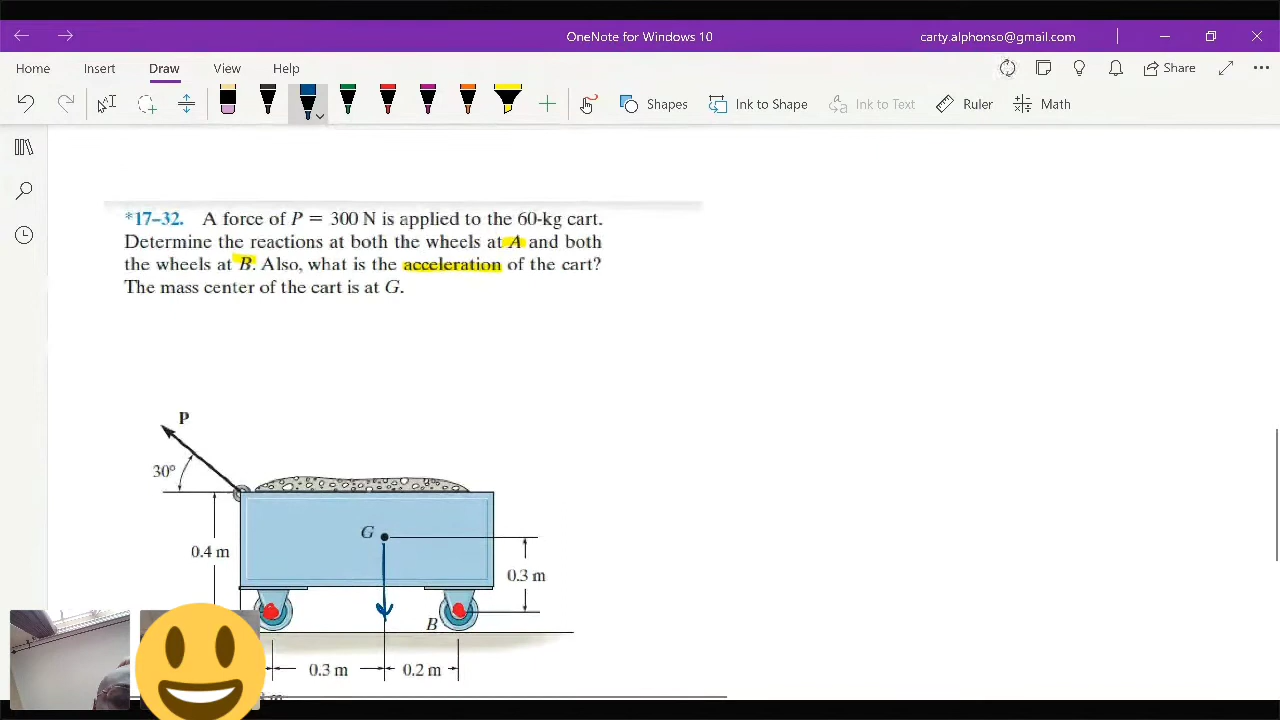 OneNote for Windows 10
carty.alphonso@gmail.com
Home Insert Draw View Help
Share
Shapes Ink to Shape Ink to Text Ruler Math
*17–32. A force of P = 300 N is applied to the 60-kg cart.
Determine the reactions at both the wheels at A and both
the wheels at B. Also, what is the acceleration of the cart?
The mass center of the cart is at G.
P
30°
G
0.4 m
0.3 m
B
0.3 m
0.2 m